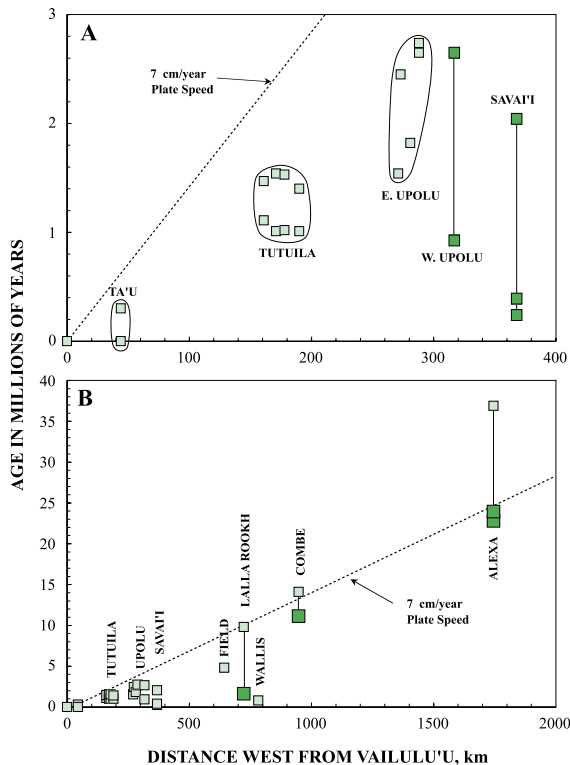 A
3
7 cm/year
Plate Speed
SAVAI'I
2
E. UPOLU
1
TUTUILA
W. UPOLU
TA'U
0
0
100
200
300
400
AGE IN MILLIONS OF YEARS
B
40
35
30
25
20
15
10
5
0
TUTUILA
UPOLU
SAVAI'I
FIELD
LALLA ROOKH
WALLIS
COMBE
ALEXA
7 cm/year
Plate Speed
0
500
1000
1500
2000
DISTANCE WEST FROM VAILULU'U, km